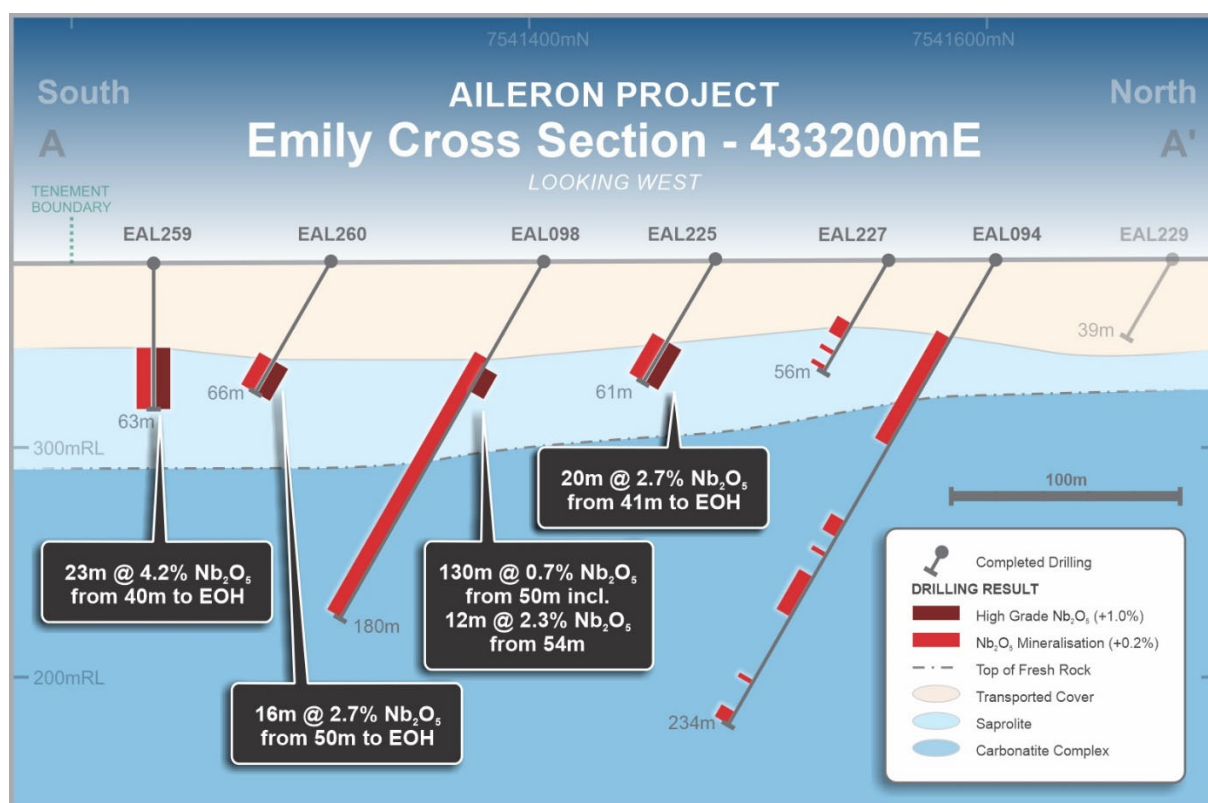 7541400mN
7541600mN
South
North
AILERON PROJECT
A
Emily Cross Section - 433200mE
A'
LOOKING WEST
TENEMENT
BOUNDARY
EAL259
EAL260
EAL098
EAL225
EAL227
EAL094
EAL229
39m
66m
61m
56m
63m
300mRL
100m
20m @ 2.7% Nb₂O₅
from 41m to EOH
23m @ 4.2% Nb₂O₅
from 40m to EOH
130m @ 0.7% Nb₂O₅
from 50m incl.
12m @ 2.3% Nb₂O₅
from 54m
180m
200mRL
16m @ 2.7% Nb₂O₅
from 50m to EOH
234m
Completed Drilling
DRILLING RESULT
High Grade Nb₂O₅ (+1.0%)
Nb₂O₅ Mineralisation (+0.2%)
Top of Fresh Rock
Transported Cover
Saprolite
Carbonatite Complex